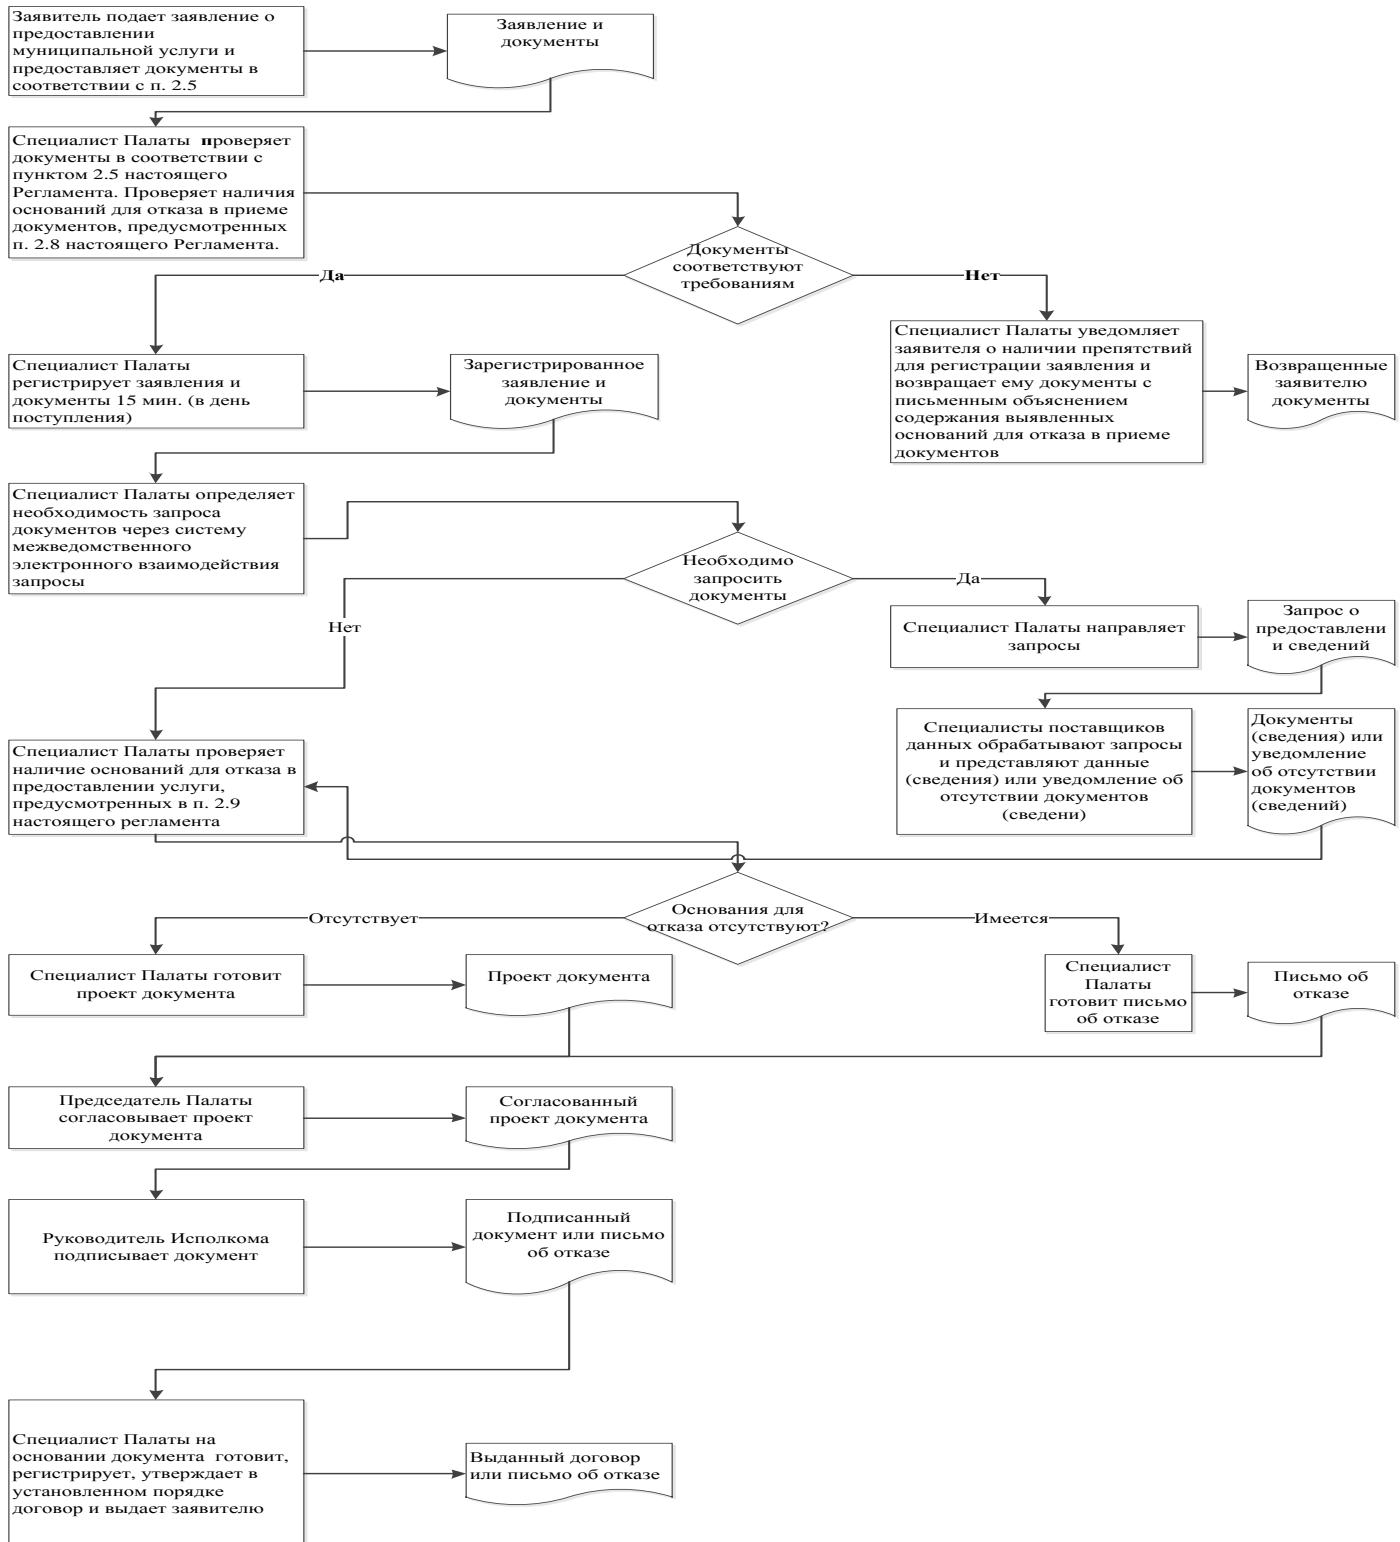 Заявитель подает заявление о
предоставлении
муниципальной услуги и
предоставляет документы в
соответствии с п. 2.5
Заявление и
документы
Специалист Палаты проверяет
документы в соответствии с
пунктом 2.5 настоящего
Регламента. Проверяет наличия
оснований для отказа в приеме
документов, предусмотренных
п. 2.8 настоящего Регламента.
Документы
соответствуют
требованиям
Да
Нет
Специалист Палаты
регистрирует заявления и
документы 15 мин. (в день
поступления)
Зарегистрированное
заявление и
документы
Специалист Палаты уведомляет
заявителя о наличии препятствий
для регистрации заявления и
возвращает ему документы с
письменным объяснением
содержания выявленных
оснований для отказа в приеме
документов
Возвращенные
заявителю
документы
Специалист Палаты определяет
необходимость запроса
документов через систему
межведомственного
электронного взаимодействия
запросы
Необходимо
запросить
документы
Да
Нет
Специалист Палаты направляет
запросы
Запрос о
предоставлени
и сведений
Специалисты поставщиков
данных обрабатывают запросы
и представляют данные
(сведения) или уведомление об
отсутствии документов
(сведени)
Документы
(сведения) или
уведомление
об отсутствии
документов
(сведений)
Специалист Палаты проверяет
наличие оснований для отказа в
предоставлении услуги,
предусмотренных в п. 2.9
настоящего регламента
Основания для
отказа отсутствуют?
Отсутствует
Имеется
Специалист Палаты готовит
проект документа
Проект документа
Специалист
Палаты
готовит письмо
об отказе
Письмо об
отказе
Председатель Палаты
согласовывает проект
документа
Согласованный
проект документа
Руководитель Исполкома
подписывает документ
Подписанный
документ или письмо
об отказе
Специалист Палаты на
основании документа готовит,
регистрирует, утверждает в
установленном порядке
договор и выдает заявителю
Выданный договор
или письмо об отказе